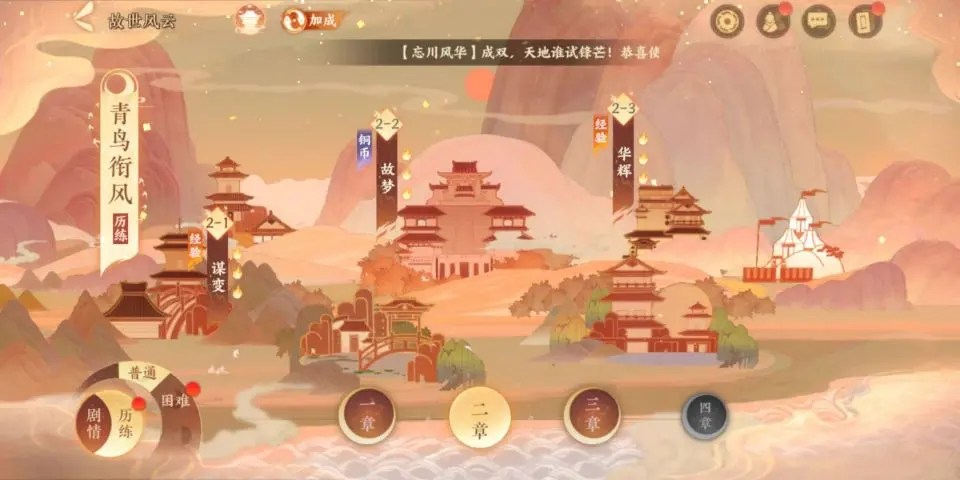 故世风云
加成
【忘川风华】成双，天地谁试锋芒！恭喜使
青鸟衔风
历练
2-1
经验
谋变
2-2
铜币
故梦
2-3
经验
华辉
普通
困难
剧情
历练
一章
二章
三章
四章